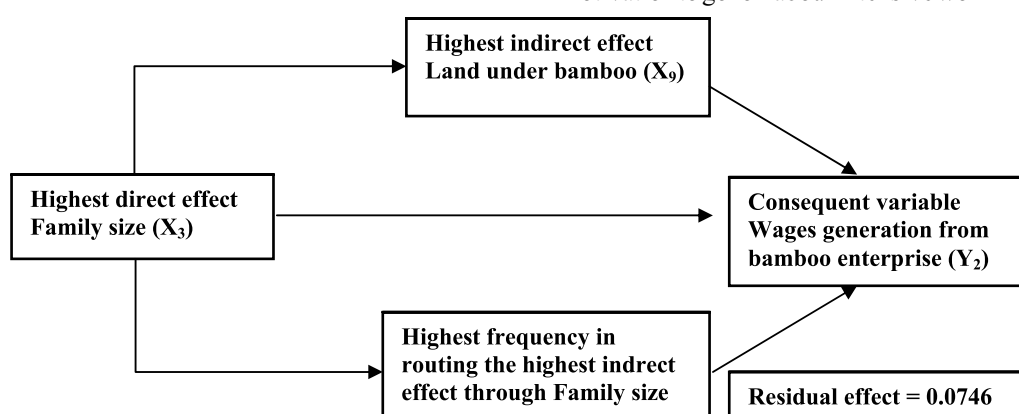 Highest indirect effect
Land under bamboo (X₉)
Highest direct effect
Family size (X₃)
Consequent variable
Wages generation from
bamboo enterprise (Y₂)
Highest frequency in
routing the highest indrect
effect through Family size
Residual effect = 0.0746